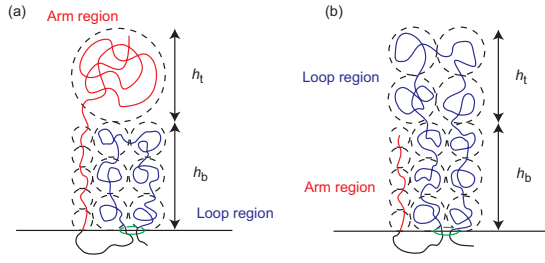 (a)
Arm region
h_t
h_b
Loop region
(b)
Loop region
h_t
Arm region
h_b